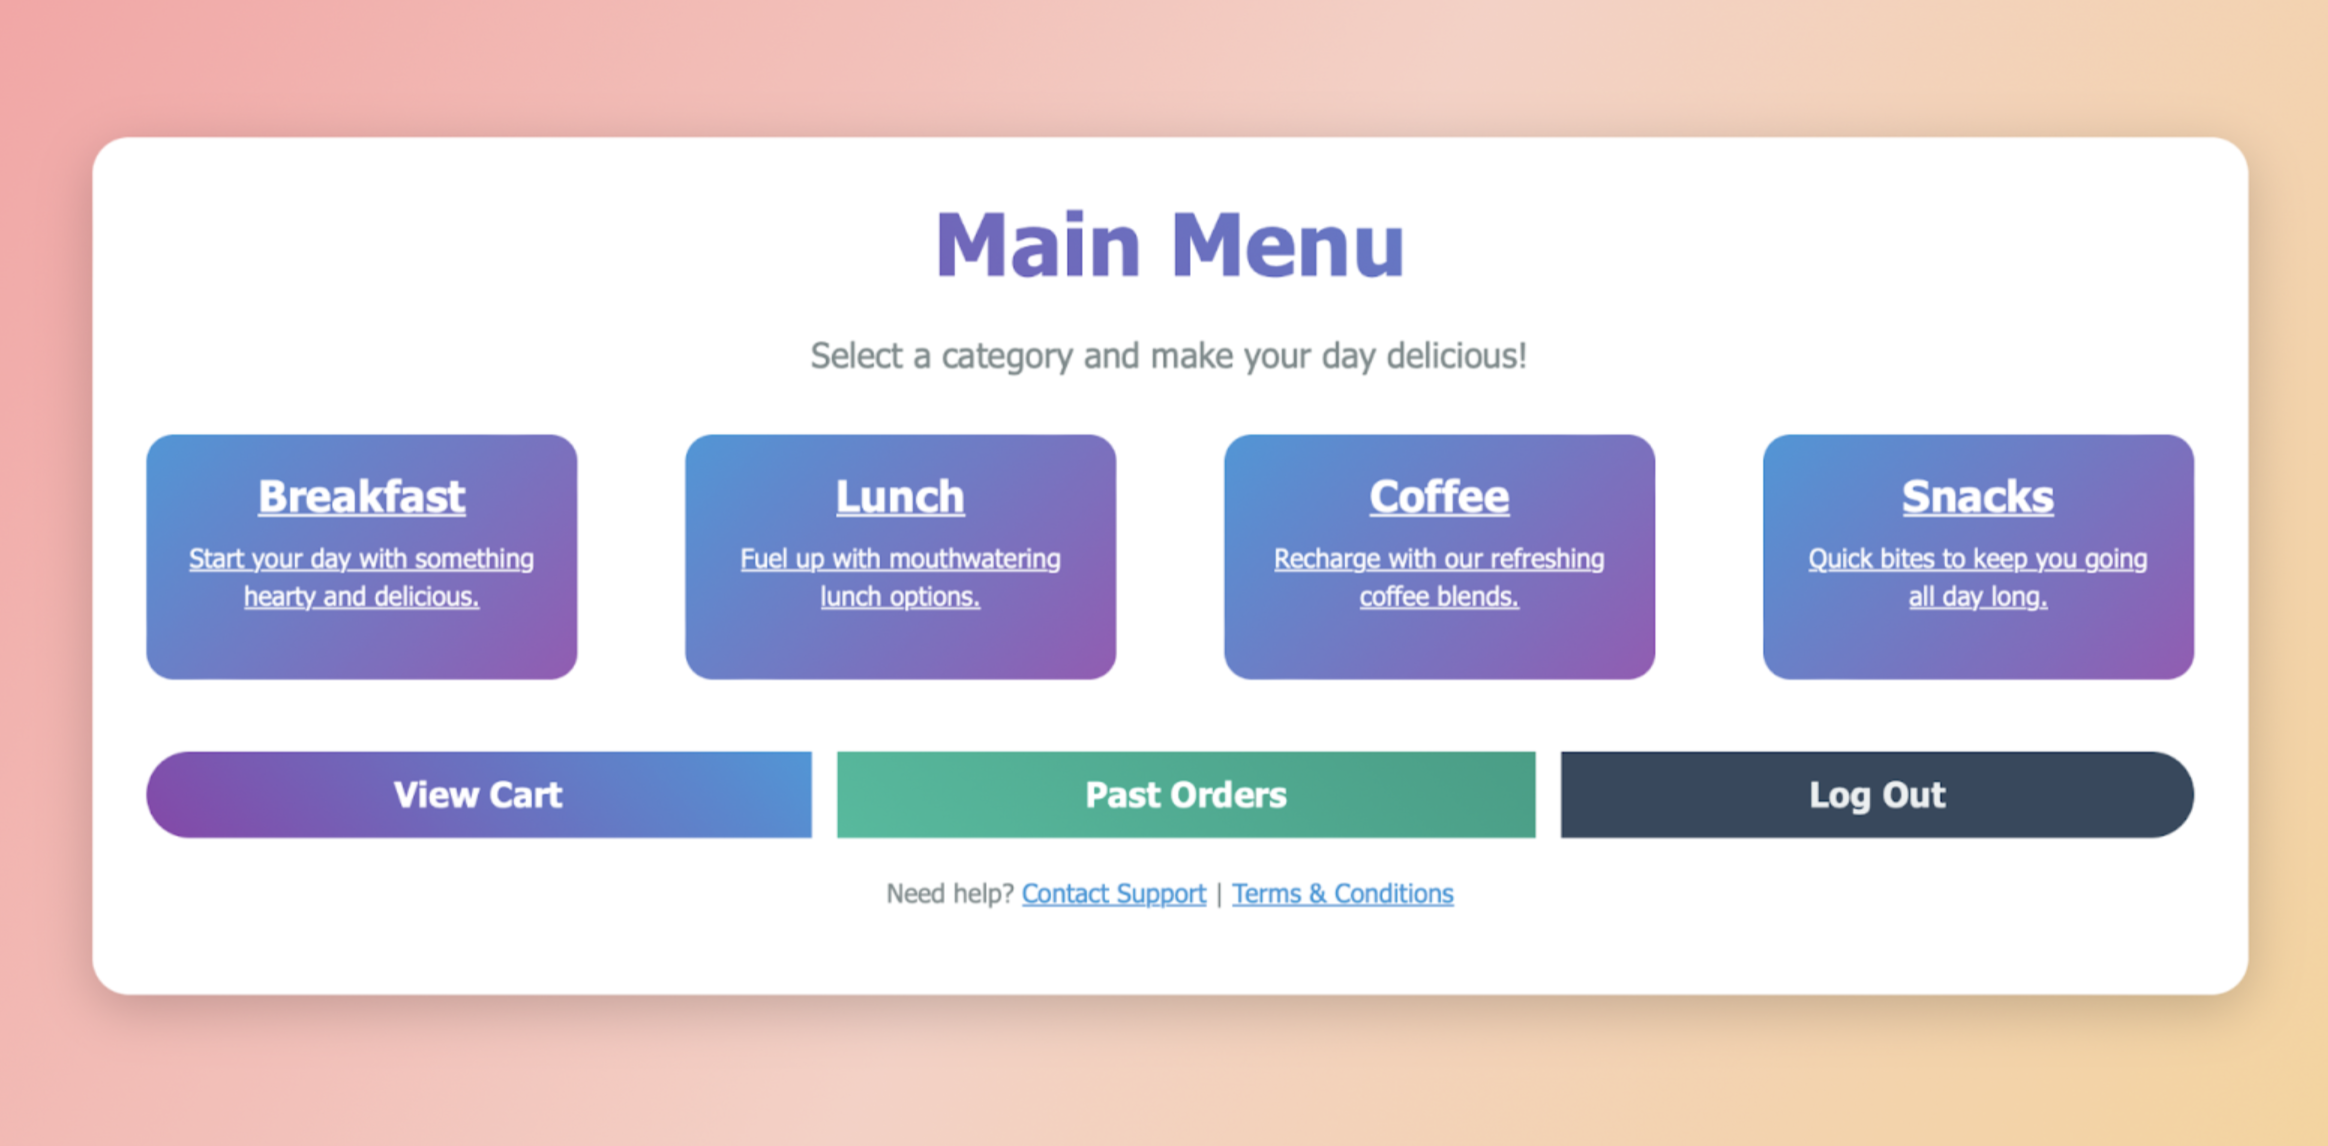 Main Menu
Select a category and make your day delicious!
Breakfast
Start your day with something
hearty and delicious.
Lunch
Fuel up with mouthwatering
lunch options.
Coffee
Recharge with our refreshing
coffee blends.
Snacks
Quick bites to keep you going
all day long.
View Cart
Past Orders
Log Out
Need help? Contact Support | Terms & Conditions